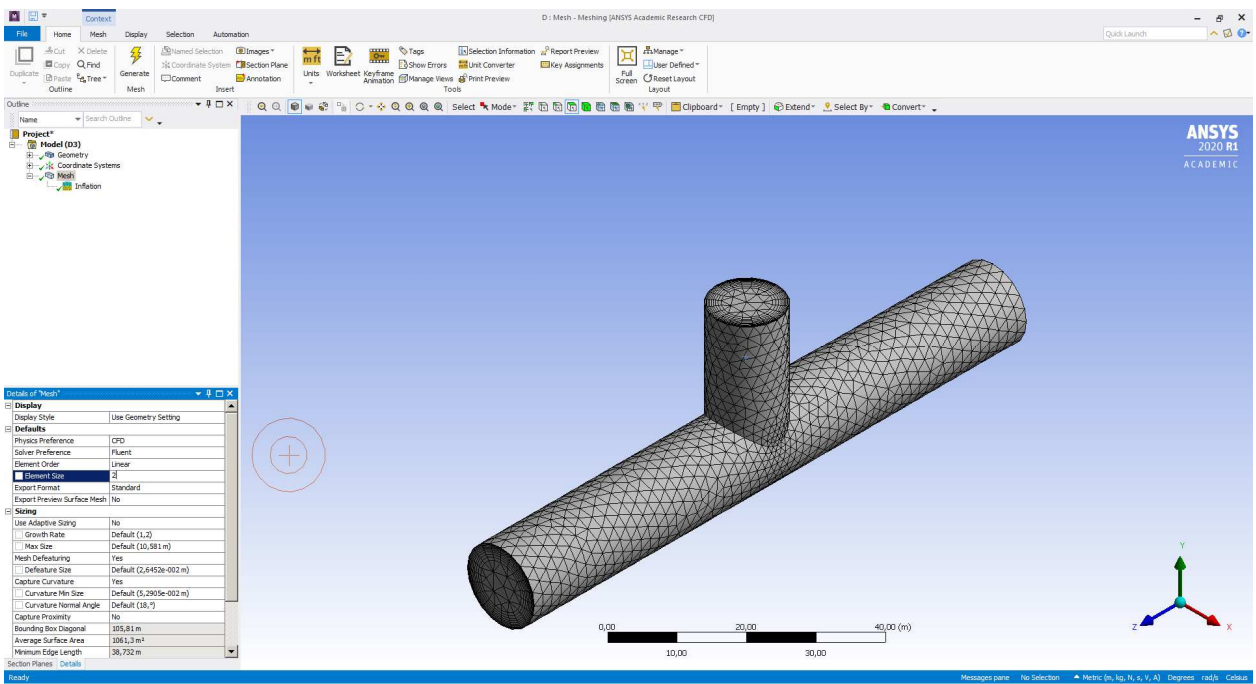 Context
D : Mesh - Meshing [ANSYS Academic Research CFD]
File Home Mesh Display Selection Automation
Quick Launch
Duplicate
Cut
Copy
Paste
Delete
Find
Tree
Outline
Generate
Mesh
Named Selection
Coordinate System
Comment
Images
Section Plane
Annotation
Insert
Units
Worksheet
Keyframe Animation
Tags
Show Errors
Manage Views
Selection Information
Unit Converter
Print Preview
Report Preview
Key Assignments
Tools
Full Screen
Manage
User Defined
Reset Layout
Layout
Outline
Name Search Outline
Select Mode Clipboard [ Empty ] Extend Select By Convert
Project*
Model (D3)
Geometry
Coordinate Systems
Mesh
Inflation
ANSYS
2020 R1
ACADEMIC
Details of "Mesh"
Display
Display Style Use Geometry Setting
Defaults
Physics Preference CFD
Solver Preference Fluent
Element Order Linear
Element Size 2
Export Format Standard
Export Preview Surface Mesh No
Sizing
Use Adaptive Sizing No
Growth Rate Default (1,2)
Max Size Default (10,581 m)
Mesh Defeaturing Yes
Defeature Size Default (2,6452e-002 m)
Capture Curvature Yes
Curvature Min Size Default (5,2905e-002 m)
Curvature Normal Angle Default (18,°)
Capture Proximity No
Bounding Box Diagonal 105,81 m
Average Surface Area 1061,3 m²
Minimum Edge Length 38,732 m
Section Planes Details
0,00 20,00 40,00 (m)
10,00 30,00
Y
Z
X
Ready
Messages pane No Selection Metric (m, kg, N, s, V, A) Degrees rad/s Celsius